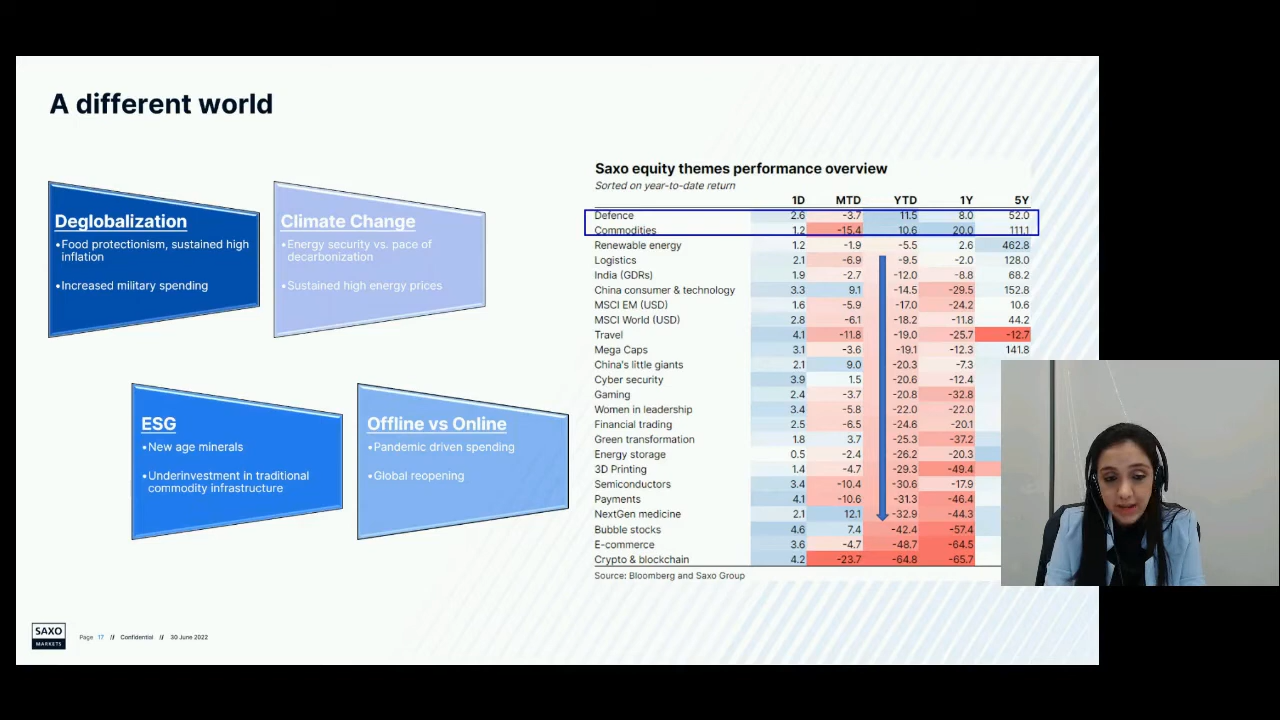 A different world
Deglobalization
•Food protectionism, sustained high
inflation
•Increased military spending
Climate Change
•Energy security vs. pace of
decarbonization
•Sustained high energy prices
ESG
•New age minerals
•Underinvestment in traditional
commodity infrastructure
Offline vs Online
•Pandemic driven spending
•Global reopening
Saxo equity themes performance overview
Sorted on year-to-date return
1D MTD YTD 1Y 5Y
Defence 2.6 -3.7 11.5 8.0 52.0
Commodities 1.2 -15.4 10.6 20.0 111.1
Renewable energy 1.2 -1.9 -5.5 2.6 462.8
Logistics 2.1 -6.9 -9.5 -2.0 128.0
India (GDRs) 1.9 -2.7 -12.0 -8.8 68.2
China consumer & technology 3.3 9.1 -14.5 -29.5 152.8
MSCI EM (USD) 1.6 -5.9 -17.0 -24.2 10.6
MSCI World (USD) 2.8 -6.1 -18.2 -11.8 44.2
Travel 4.1 -11.8 -19.0 -25.7 -12.7
Mega Caps 3.1 -3.6 -19.1 -12.3 141.8
China's little giants 2.1 9.0 -20.3 -7.3
Cyber security 3.9 1.5 -20.6 -12.4
Gaming 2.4 -3.7 -20.8 -32.8
Women in leadership 3.4 -5.8 -22.0 -22.0
Financial trading 2.5 -6.5 -24.6 -20.1
Green transformation 1.8 3.7 -25.3 -37.2
Energy storage 0.5 -2.4 -26.2 -20.3
3D Printing 1.4 -4.7 -29.3 -49.4
Semiconductors 3.4 -10.4 -30.6 -17.9
Payments 4.1 -10.6 -31.3 -46.4
NextGen medicine 2.1 12.1 -32.9 -44.3
Bubble stocks 4.6 7.4 -42.4 -57.4
E-commerce 3.6 -4.7 -48.7 -64.5
Crypto & blockchain 4.2 -23.7 -64.8 -65.7
Source: Bloomberg and Saxo Group
SAXO
MARKETS
Page 17 // Confidential // 30 June 2022